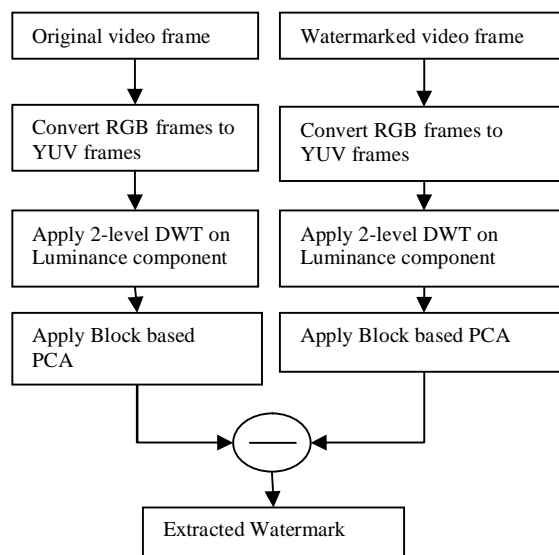 Original video frame
Watermarked video frame
Convert RGB frames to
YUV frames
Convert RGB frames to
YUV frames
Apply 2-level DWT on
Luminance component
Apply 2-level DWT on
Luminance component
Apply Block based
PCA
Apply Block based PCA
Extracted Watermark